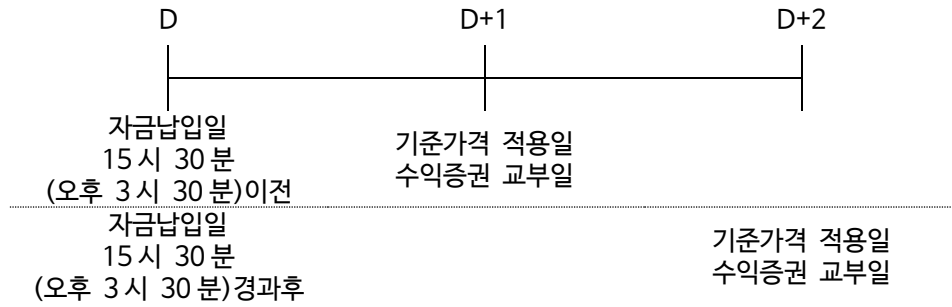 D D+1 D+2
자금납입일
15시 30분
(오후 3시 30분)이전
기준가격 적용일
수익증권 교부일
자금납입일
15시 30분
(오후 3시 30분)경과후
기준가격 적용일
수익증권 교부일